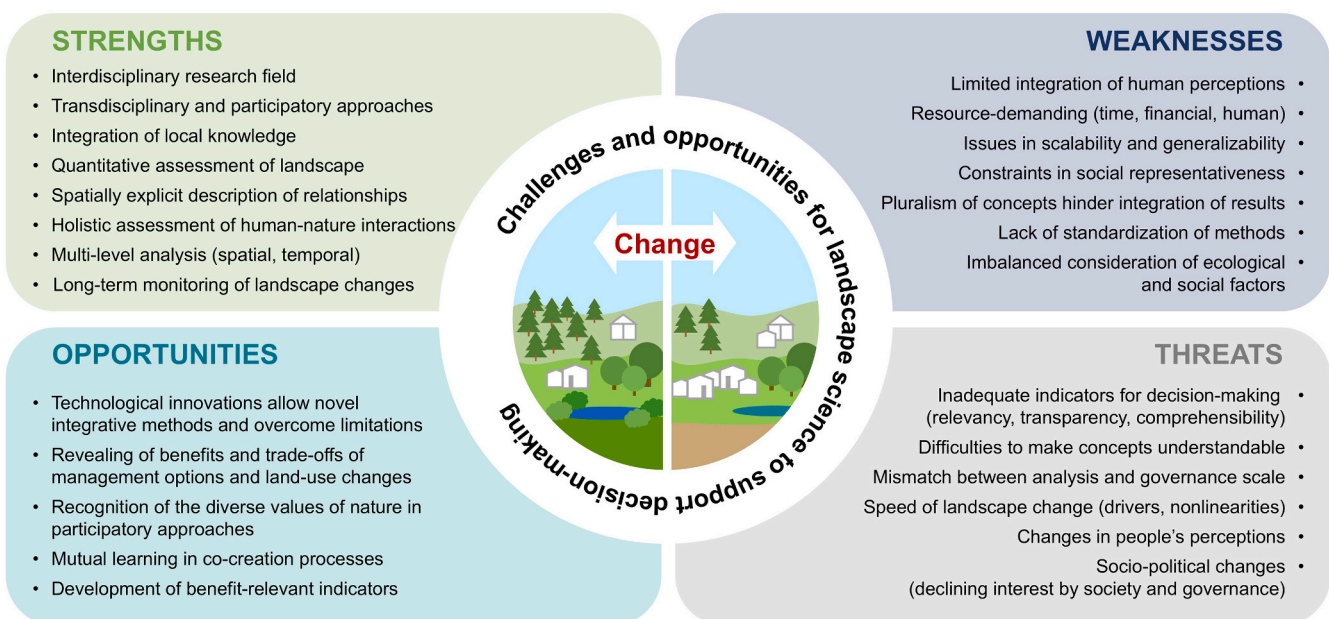 STRENGTHS
• Interdisciplinary research field
• Transdisciplinary and participatory approaches
• Integration of local knowledge
• Quantitative assessment of landscape
• Spatially explicit description of relationships
• Holistic assessment of human-nature interactions
• Multi-level analysis (spatial, temporal)
• Long-term monitoring of landscape changes
WEAKNESSES
Limited integration of human perceptions •
Resource-demanding (time, financial, human) •
Issues in scalability and generalizability •
Constraints in social representativeness •
Pluralism of concepts hinder integration of results •
Lack of standardization of methods •
Imbalanced consideration of ecological •
and social factors
Challenges and opportunities for landscape science to support decision-making
Change
OPPORTUNITIES
• Technological innovations allow novel
integrative methods and overcome limitations
• Revealing of benefits and trade-offs of
management options and land-use changes
• Recognition of the diverse values of nature in
participatory approaches
• Mutual learning in co-creation processes
• Development of benefit-relevant indicators
THREATS
Inadequate indicators for decision-making •
(relevancy, transparency, comprehensibility)
Difficulties to make concepts understandable •
Mismatch between analysis and governance scale •
Speed of landscape change (drivers, nonlinearities) •
Changes in people’s perceptions •
Socio-political changes •
(declining interest by society and governance)